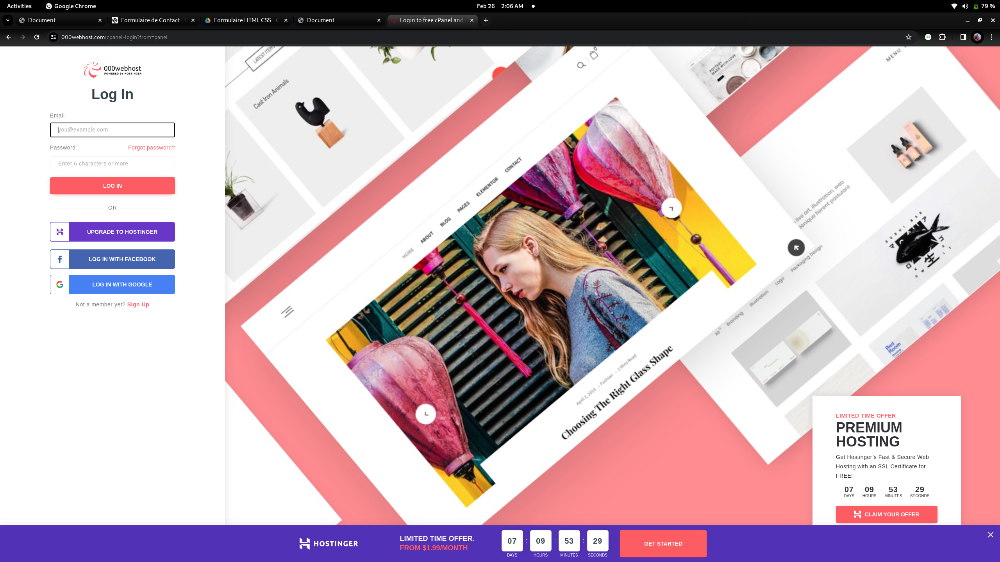 Activities
Google Chrome
Feb 26 2:06 AM
79 %
Document
Formulaire de Contact -
Formulaire HTML CSS - C
Document
Login to free cPanel and
000webhost.com/cpanel-login?from=panel
000webhost
POWERED BY HOSTINGER
Log In
Email
you@example.com
Password
Forgot password?
Enter 6 characters or more
LOG IN
OR
UPGRADE TO HOSTINGER
LOG IN WITH FACEBOOK
LOG IN WITH GOOGLE
Not a member yet? Sign Up
LATEST ITEMS
Cast Iron Animals
0
POTTERY
MADE WITH LOVE
MENU
HOME ABOUT BLOG PAGES ELEMENTOR CONTACT
live art, illustration, web
denique fierent postulant
SUSHI BAR
All Branding Illustration Logo Packaging Design
Red
Room
April 2, 2019 - Fashion - 2 Mins Read
Choosing The Right Glass Shape
LIMITED TIME OFFER
PREMIUM
HOSTING
Get Hostinger’s Fast & Secure Web
Hosting with an SSL Certificate for
FREE!
07 09 53 29
DAYS HOURS MINUTES SECONDS
CLAIM YOUR OFFER
HOSTINGER
LIMITED TIME OFFER.
FROM $1.99/MONTH
07 : 09 : 53 : 29
DAYS HOURS MINUTES SECONDS
GET STARTED